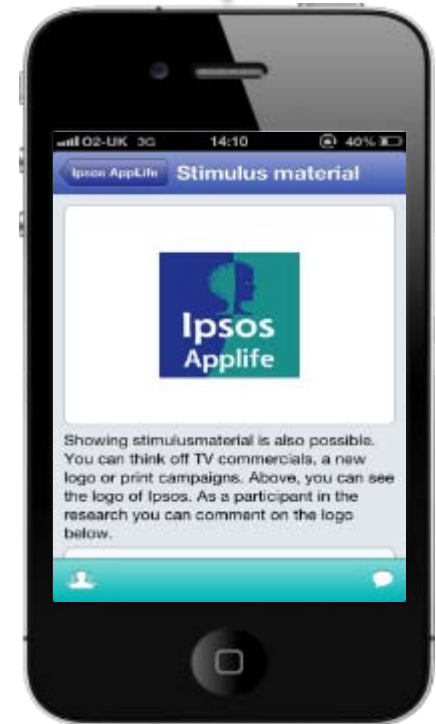 O2-UK 3G 14:10 40%
Ipsos AppLife Stimulus material
Ipsos
Applife
Showing stimulusmaterial is also possible.
You can think off TV commercials, a new
logo or print campaigns. Above, you can see
the logo of Ipsos. As a participant in the
research you can comment on the logo
below.